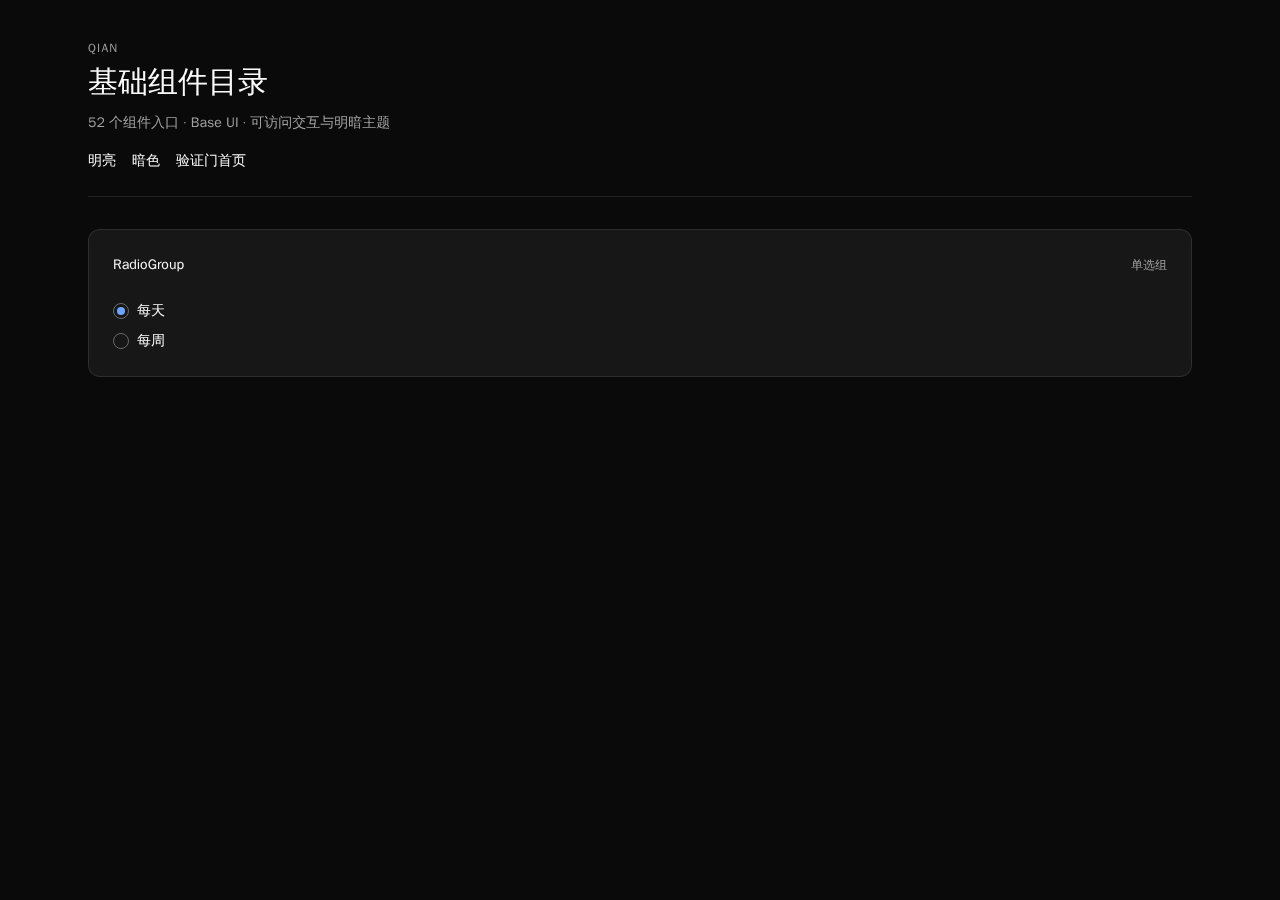 QIAN
基础组件目录
52 个组件入口 · Base UI · 可访问交互与明暗主题
明亮 暗色 验证门首页
RadioGroup 单选组
每天
每周